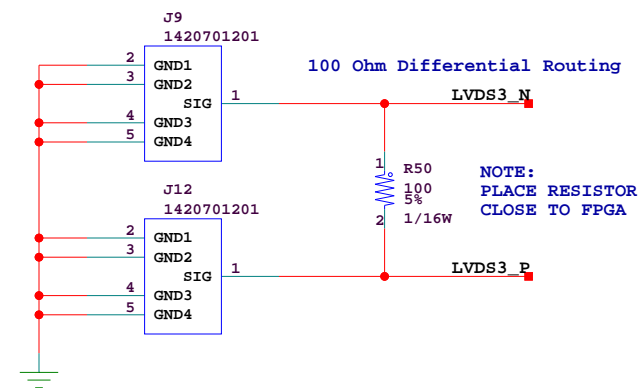 J9
1420701201
2 GND1
3 GND2
SIG 1
4 GND3
5 GND4
100 Ohm Differential Routing
LVDS3_N
1 R50
100
5%
2 1/16W
NOTE:
PLACE RESISTOR
CLOSE TO FPGA
J12
1420701201
2 GND1
3 GND2
SIG 1
4 GND3
5 GND4
LVDS3_P